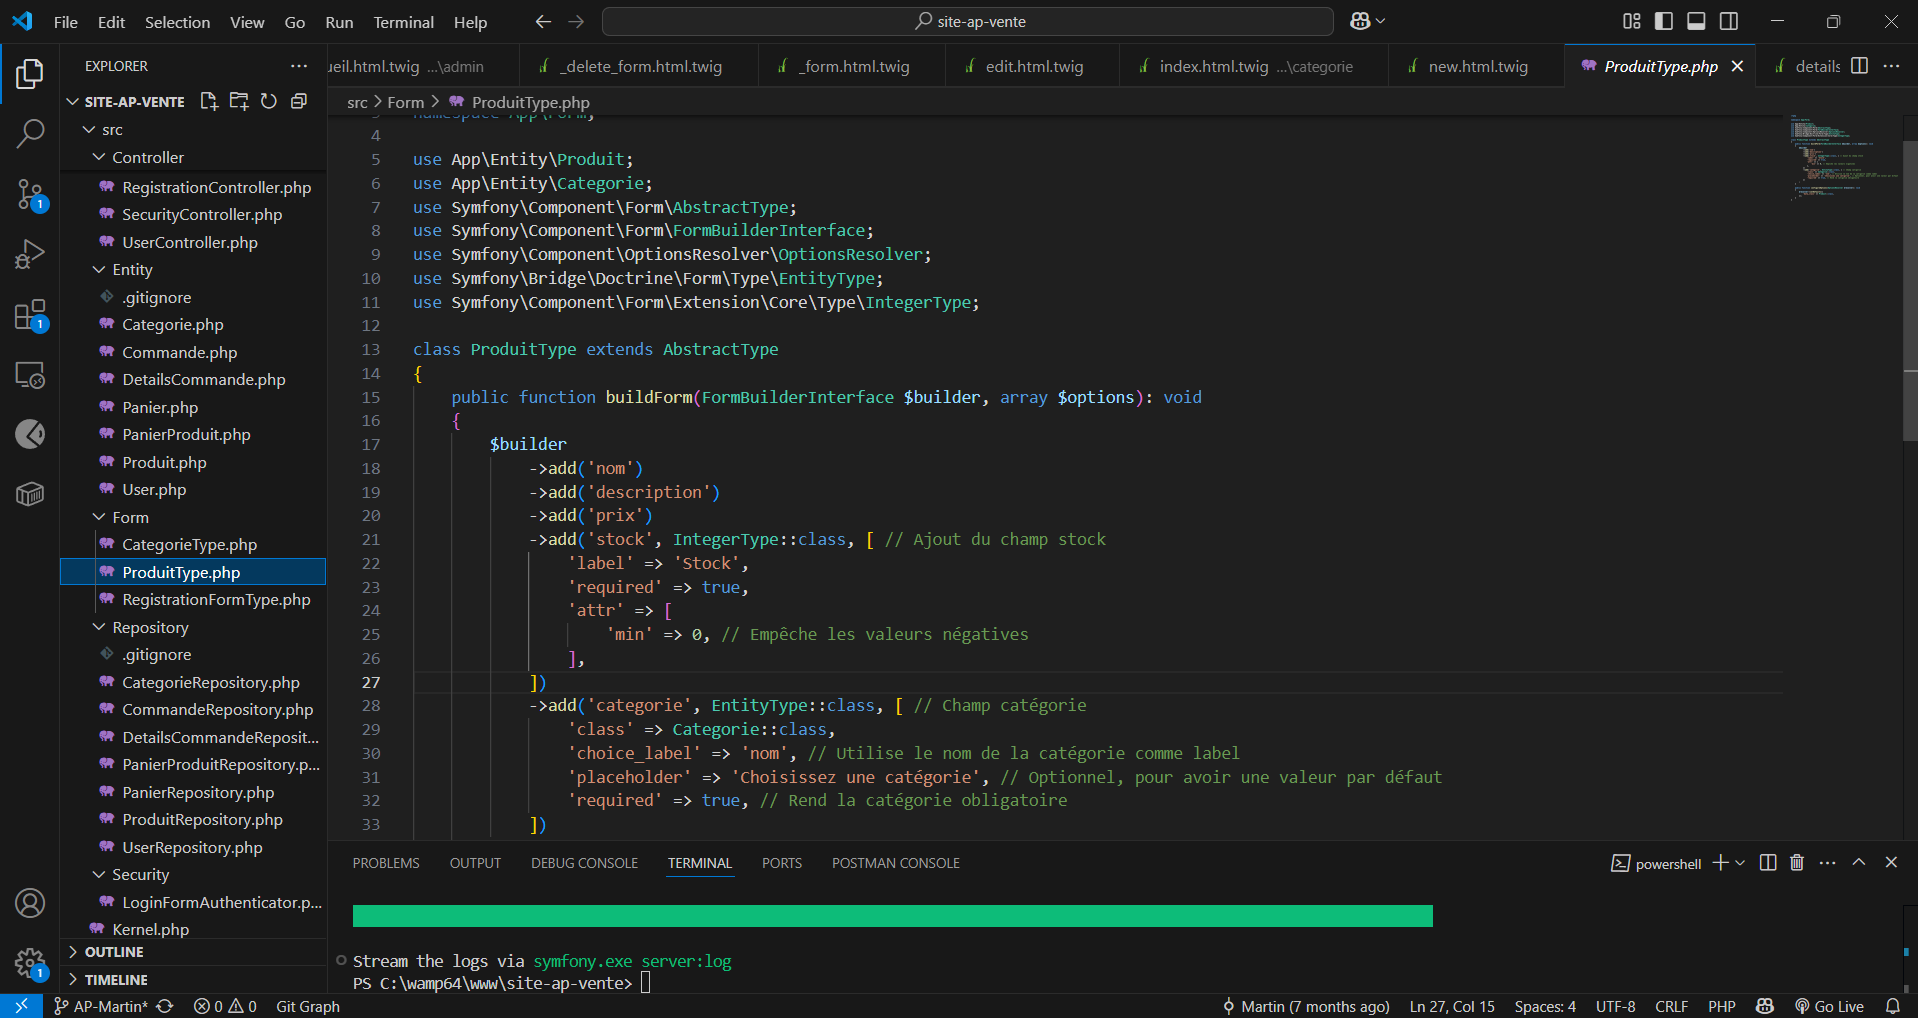 File Edit Selection View Go Run Terminal Help
site-ap-vente
EXPLORER
ueil.html.twig ...\admin
_delete_form.html.twig
_form.html.twig
edit.html.twig
index.html.twig ...\categorie
new.html.twig
ProduitType.php
details
SITE-AP-VENTE
src
Controller
RegistrationController.php
SecurityController.php
UserController.php
Entity
.gitignore
Categorie.php
Commande.php
DetailsCommande.php
Panier.php
PanierProduit.php
Produit.php
User.php
Form
CategorieType.php
ProduitType.php
RegistrationFormType.php
Repository
.gitignore
CategorieRepository.php
CommandeRepository.php
DetailsCommandeReposit...
PanierProduitRepository.p...
PanierRepository.php
ProduitRepository.php
UserRepository.php
Security
LoginFormAuthenticator.p...
Kernel.php
OUTLINE
TIMELINE
src > Form > ProduitType.php
3 namespace App\Form;
4
5 use App\Entity\Produit;
6 use App\Entity\Categorie;
7 use Symfony\Component\Form\AbstractType;
8 use Symfony\Component\Form\FormBuilderInterface;
9 use Symfony\Component\OptionsResolver\OptionsResolver;
10 use Symfony\Bridge\Doctrine\Form\Type\EntityType;
11 use Symfony\Component\Form\Extension\Core\Type\IntegerType;
12
13 class ProduitType extends AbstractType
14 {
15 public function buildForm(FormBuilderInterface $builder, array $options): void
16 {
17 $builder
18 ->add('nom')
19 ->add('description')
20 ->add('prix')
21 ->add('stock', IntegerType::class, [ // Ajout du champ stock
22 'label' => 'Stock',
23 'required' => true,
24 'attr' => [
25 'min' => 0, // Empêche les valeurs négatives
26 ],
27 ])
28 ->add('categorie', EntityType::class, [ // Champ catégorie
29 'class' => Categorie::class,
30 'choice_label' => 'nom', // Utilise le nom de la catégorie comme label
31 'placeholder' => 'Choisissez une catégorie', // Optionnel, pour avoir une valeur par défaut
32 'required' => true, // Rend la catégorie obligatoire
33 ])
PROBLEMS OUTPUT DEBUG CONSOLE TERMINAL PORTS POSTMAN CONSOLE
powershell
Stream the logs via symfony.exe server:log
PS C:\wamp64\www\site-ap-vente>
1
1
1
AP-Martin* 0 0 Git Graph
Martin (7 months ago) Ln 27, Col 15 Spaces: 4 UTF-8 CRLF PHP Go Live